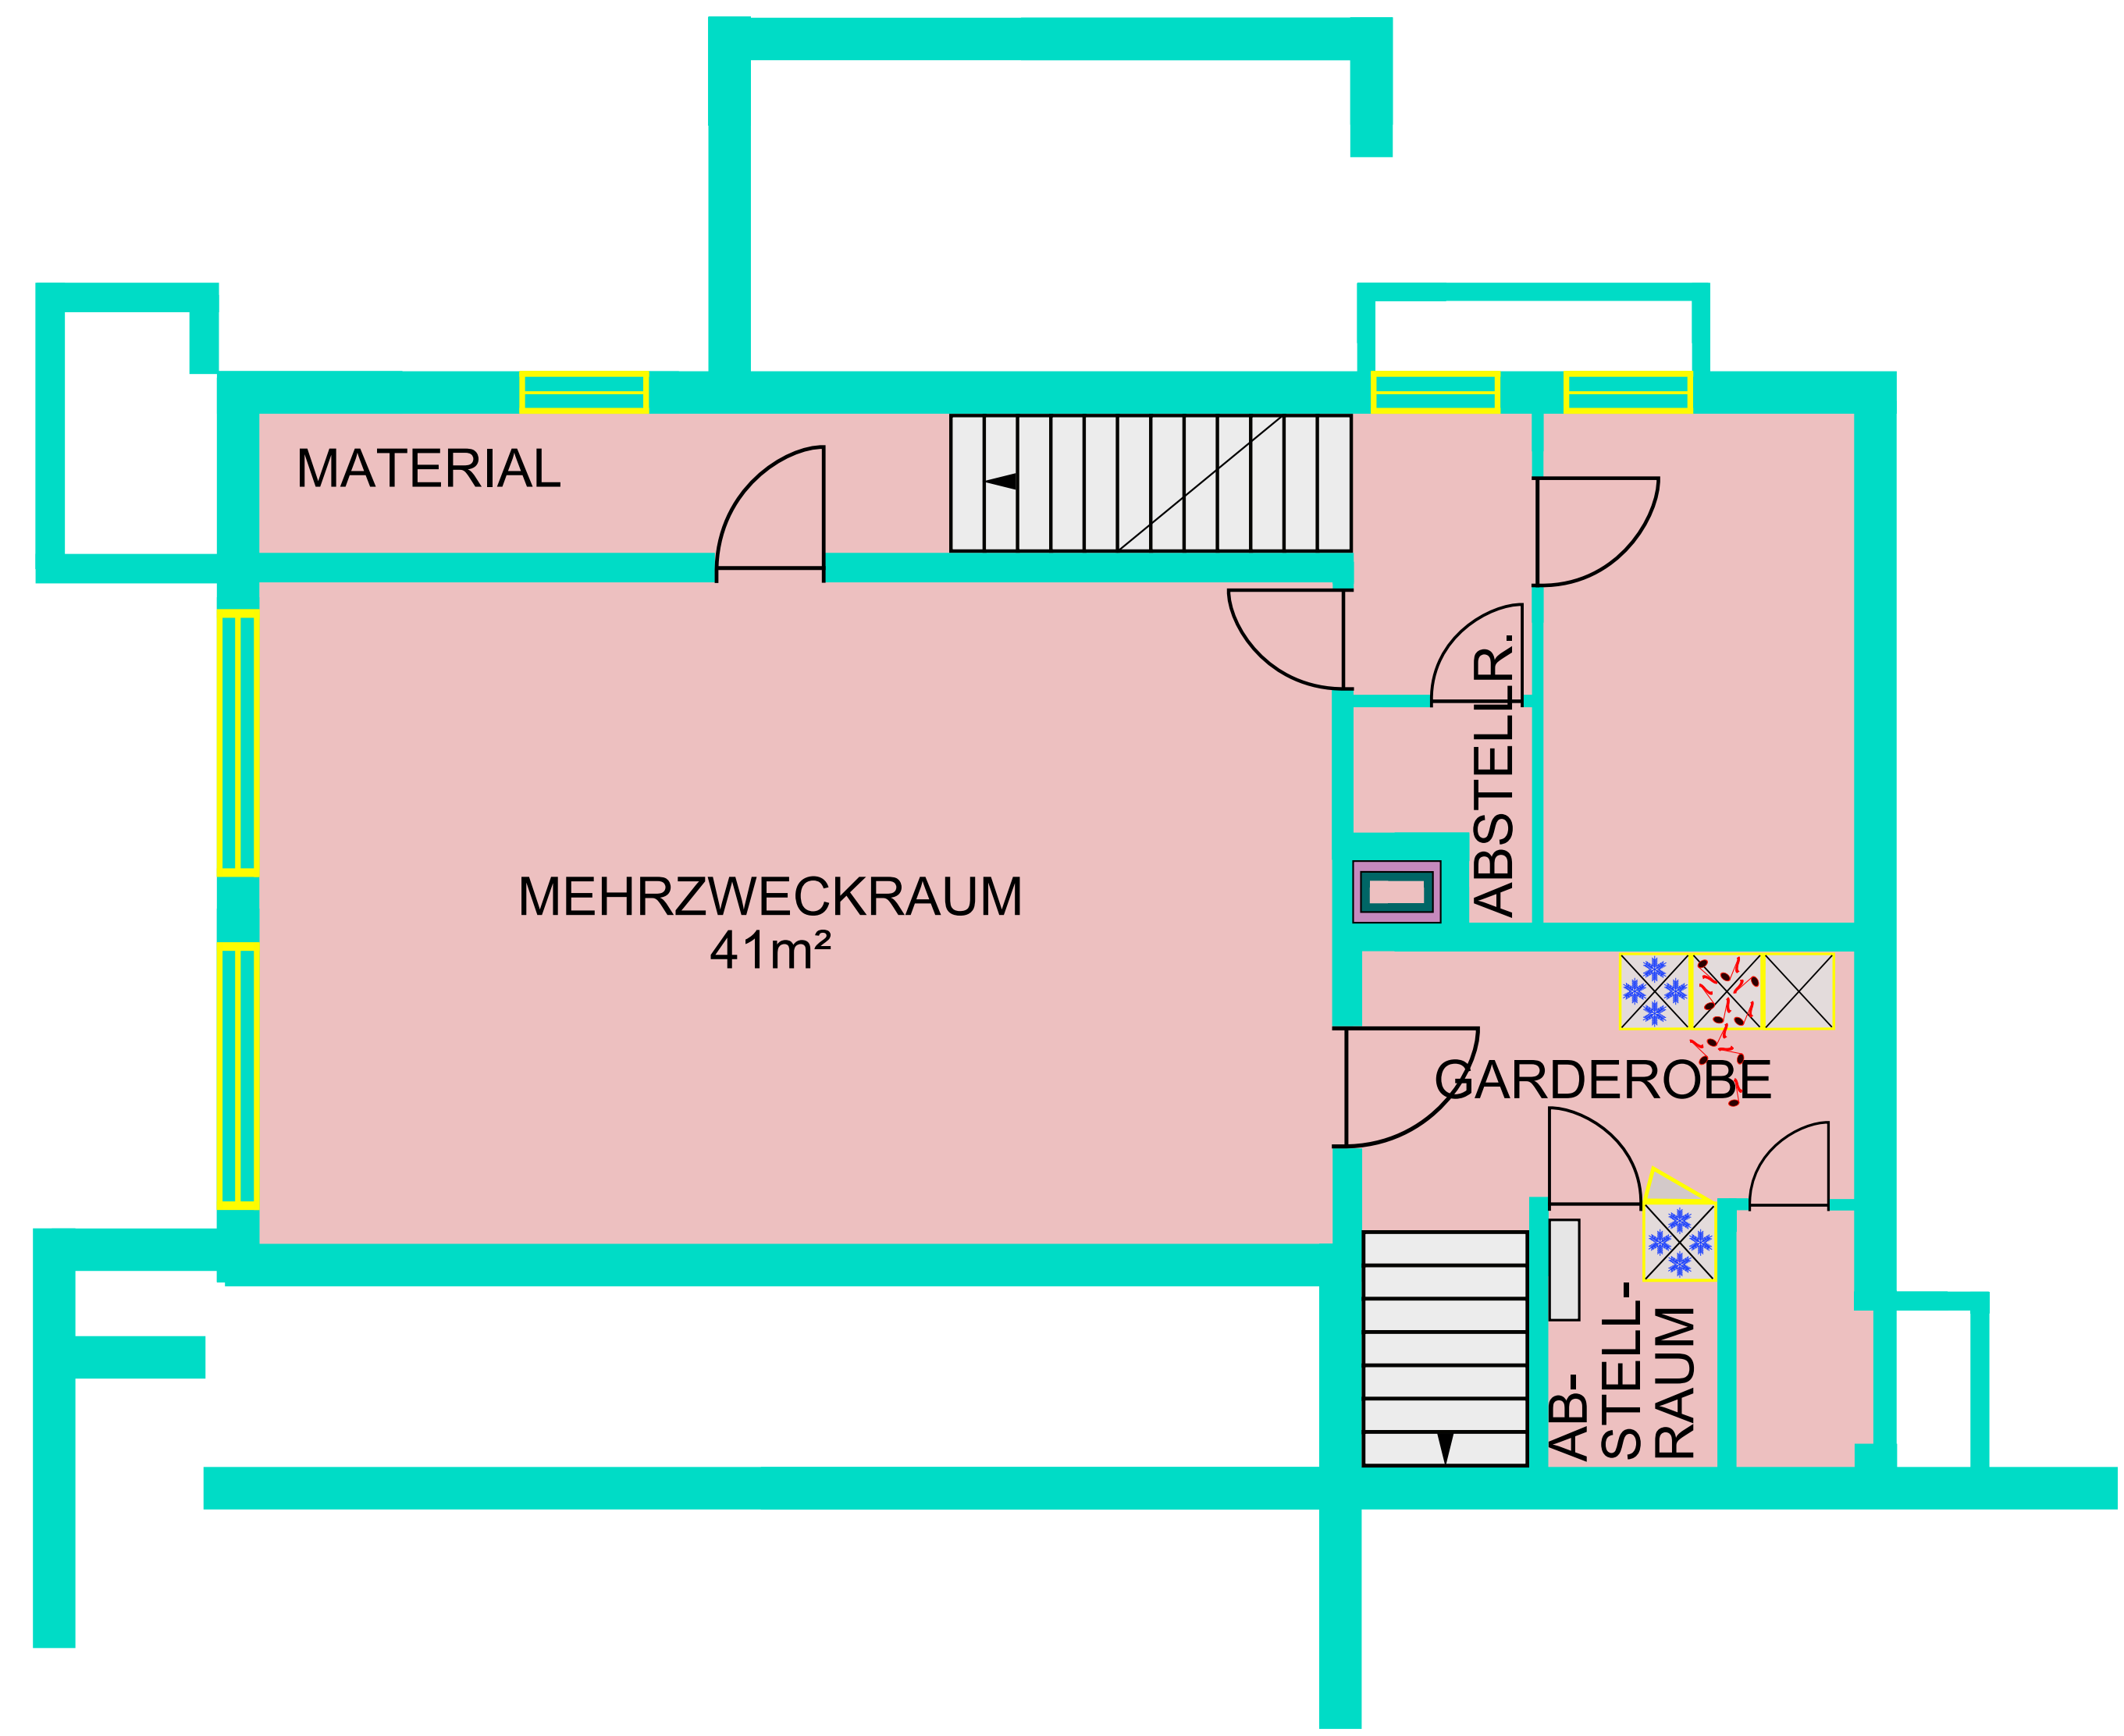 MATERIAL
ABSTELLR.
MEHRZWECKRAUM
41m²
GARDEROBE
AB-
STELL-
RAUM